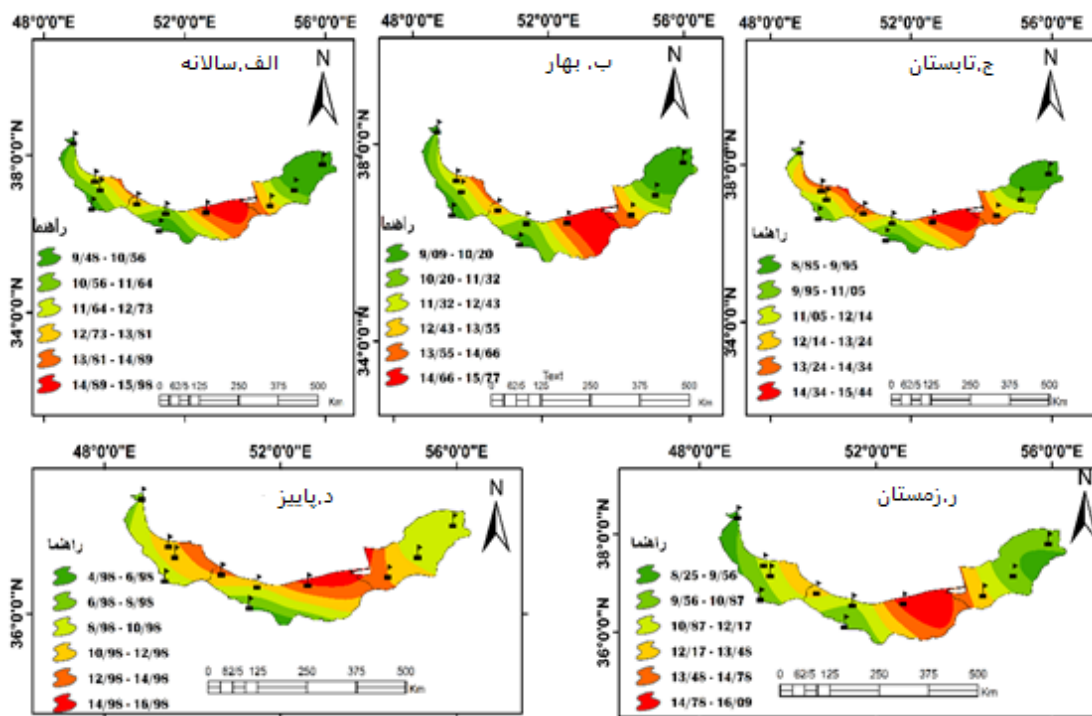 48°0'0"E 52°0'0"E 56°0'0"E
38°0'0"N
34°0'0"N
الف.سالانه
N
راهنما
9/48 - 10/56
10/56 - 11/64
11/64 - 12/73
12/73 - 13/81
13/81 - 14/89
14/89 - 15/98
0 62/5 125 250 375 500
Km
48°0'0"E
52°0'0"E
56°0'0"E
38°0'0"N
34°0'0"N
ب. بهار
N
راهنما
9/09 - 10/20
10/20 - 11/32
11/32 - 12/43
12/43 - 13/55
13/55 - 14/66
14/66 - 15/77
Text
0 62/5 125 250 375 500
Km
38°0'0"N
34°0'0"N
ج.تابستان
N
راهنما
8/85 - 9/95
9/95 - 11/05
11/05 - 12/14
12/14 - 13/24
13/24 - 14/34
14/34 - 15/44
0 62/5 125 250 375 500
Km
48°0'0"E 52°0'0"E 56°0'0"E
48°0'0"E 52°0'0"E 56°0'0"E
36°0'0"N
د.پاییز
N
راهنما
4/98 - 6/98
6/98 - 8/98
8/98 - 10/98
10/98 - 12/98
12/98 - 14/98
14/98 - 16/98
0 62/5 125 250 375 500
Km
48°0'0"E 52°0'0"E 56°0'0"E
38°0'0"N
36°0'0"N
ر.زمستان
N
راهنما
8/25 - 9/56
9/56 - 10/87
10/87 - 12/17
12/17 - 13/48
13/48 - 14/78
14/78 - 16/09
0 62/5 125 250 375 500
Km